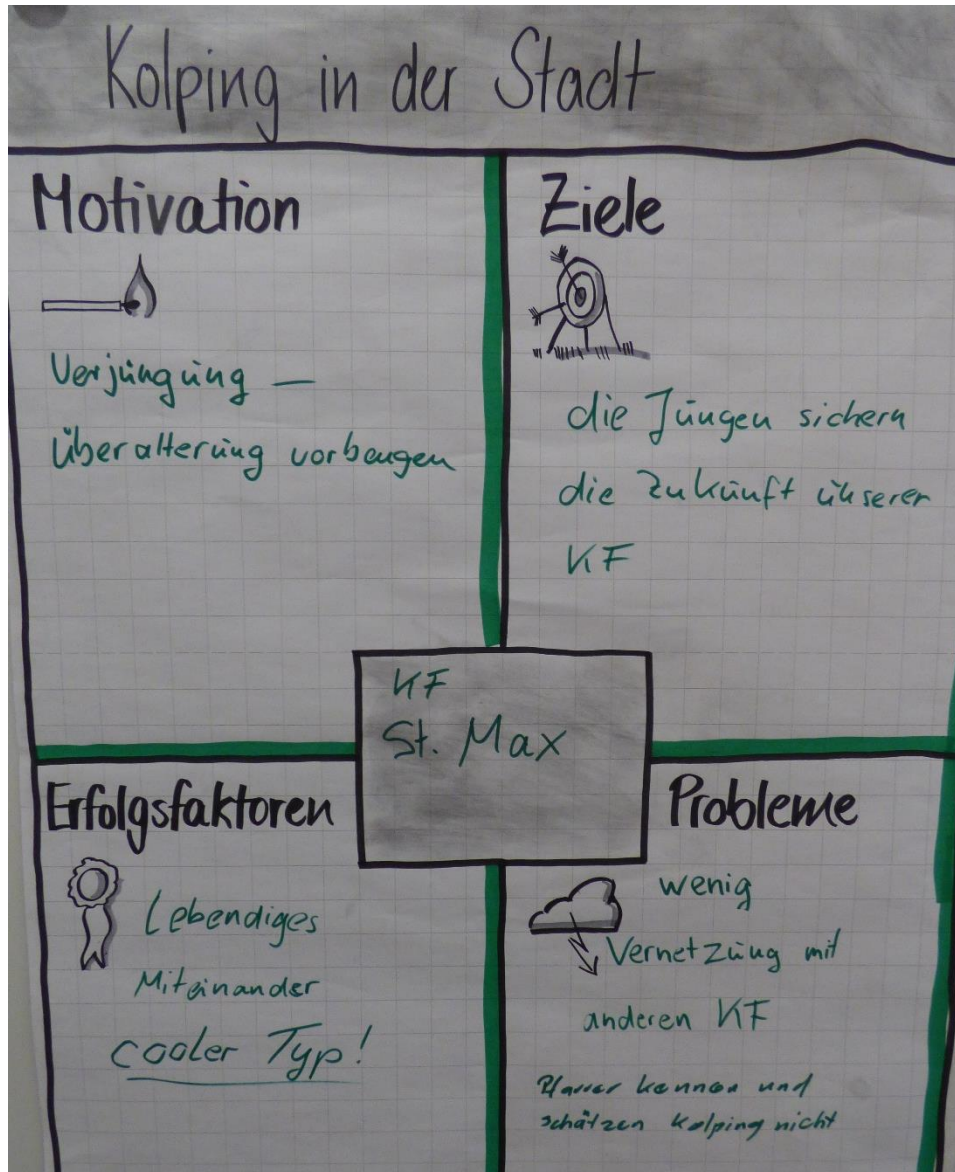 Kolping in der Stadt
Motivation
Verjüngung –
Überalterung vorbeugen
Ziele
die Jungen sichern
die Zukunft unserer
KF
KF
St. Max
Erfolgsfaktoren
Lebendiges
Miteinander
cooler Typ!
Probleme
wenig
Vernetzung mit
anderen KF
Pfarrer kennen und
schätzen Kolping nicht